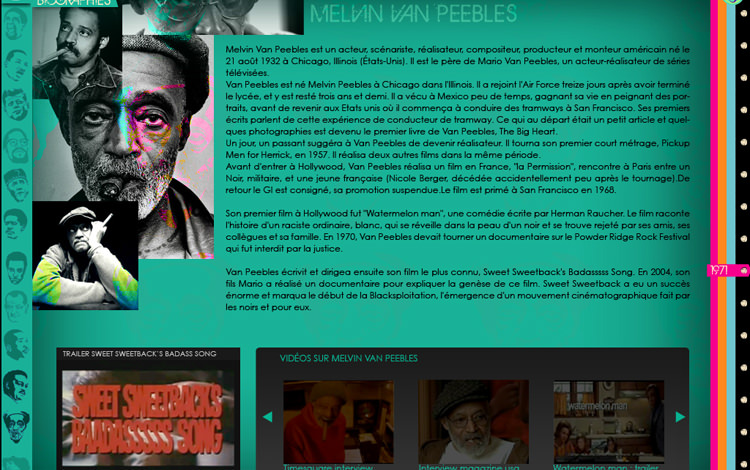 BIOGRAPHIES
MELVIN VAN PEEBLES
Melvin Van Peebles est un acteur, scénariste, réalisateur, compositeur, producteur et monteur américain né le
21 août 1932 à Chicago, Illinois (États-Unis). Il est le père de Mario Van Peebles, un acteur-réalisateur de séries
télévisées.
Van Peebles est né Melvin Peebles à Chicago dans l'Illinois. Il a rejoint l'Air Force treize jours après avoir terminé
le lycée, et y est resté trois ans et demi. Il a vécu à Mexico peu de temps, gagnant sa vie en peignant des por-
traits, avant de revenir aux Etats unis où il commença à conduire des tramways à San Francisco. Ses premiers
écrits parlent de cette expérience de conducteur de tramway. Ce qui au départ était un petit article et quel-
ques photographies est devenu le premier livre de Van Peebles, The Big Heart.
Un jour, un passant suggéra à Van Peebles de devenir réalisateur. Il tourna son premier court métrage, Pickup
Men for Herrick, en 1957. Il réalisa deux autres films dans la même période.
Avant d'entrer à Hollywood, Van Peebles réalisa un film en France, "la Permission", rencontre à Paris entre un
Noir, militaire, et une jeune française (Nicole Berger, décédée accidentellement peu après le tournage).De
retour le GI est consigné, sa promotion suspendue.Le film est primé à San Francisco en 1968.
Son premier film à Hollywood fut "Watermelon man", une comédie écrite par Herman Raucher. Le film raconte
l'histoire d'un raciste ordinaire, blanc, qui se réveille dans la peau d'un noir et se trouve rejeté par ses amis, ses
collègues et sa famille. En 1970, Van Peebles devait tourner un documentaire sur le Powder Ridge Rock Festival
qui fut interdit par la justice.
Van Peebles écrivit et dirigea ensuite son film le plus connu, Sweet Sweetback's Badasssss Song. En 2004, son
fils Mario a réalisé un documentaire pour expliquer la genèse de ce film. Sweet Sweetback a eu un succès
énorme et marqua le début de la Blacksploitation, l'émergence d'un mouvement cinématographique fait par
les noirs et pour eux.
1971
TRAILER SWEET SWEETBACK'S BADASS SONG
SWEET SWEETBACK'S
BAADASSSSS SONG
VIDÉOS SUR MELVIN VAN PEEBLES
watermelon man
Timesquare interview
Interview magazine usa
Watermelon man : trailer